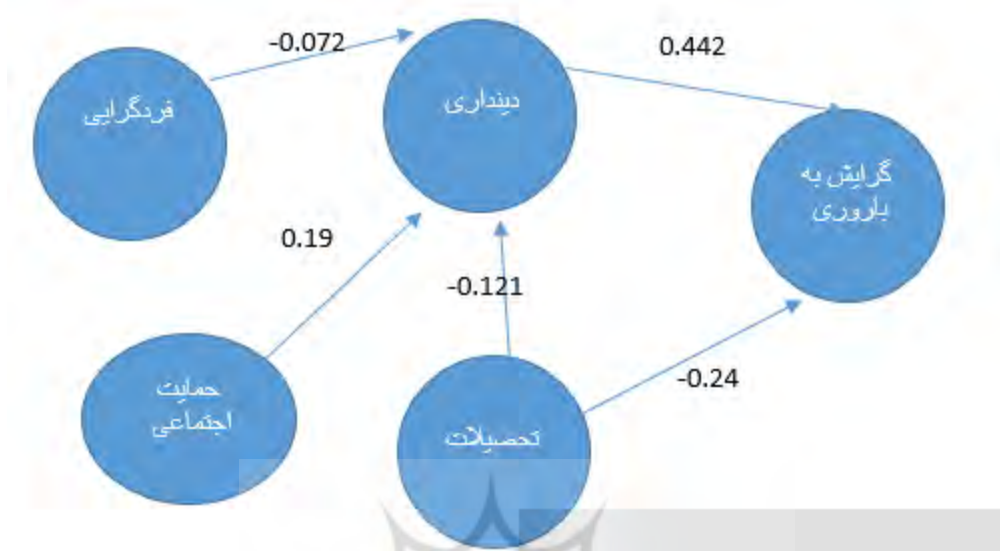 -0.072
0.442
فردگرایی
دینداری
گرایش به
باروری
0.19
-0.121
-0.24
حمایت
اجتماعی
تحصیلات